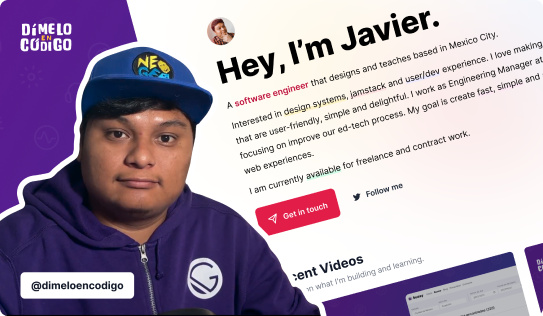 DÍMELO
EN
CÓDIGO
Hey, I'm Javier.
A software engineer that designs and teaches based in Mexico City.
Interested in design systems, jamstack and user/dev experience. I love making
that are user-friendly, simple and delightful. I work as Engineering Manager at
focusing on improve our ed-tech process. My goal is create fast, simple and
web experiences.
I am currently available for freelance and contract work.
Get in touch
Follow me
cent Videos
on what I'm building and learning.
NEO
GEO
@dimeloencodigo